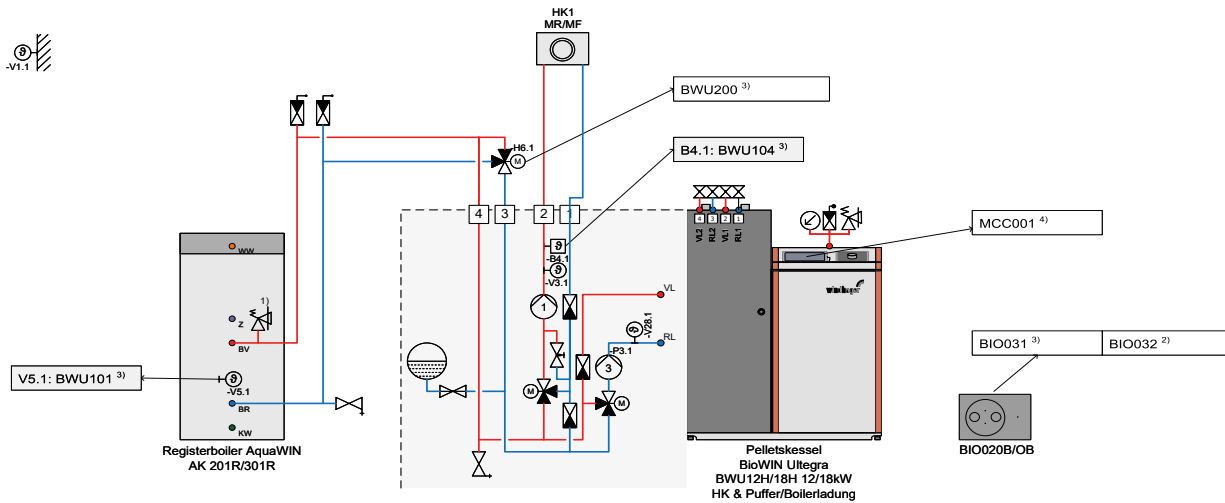 HK1
MR/MF
ϑ
-V1.1
BWU200 3)
H6.1
M
B4.1: BWU104 3)
4
3
2
1
ϑ
-B4.1
ϑ
-V3.1
1
VL
ϑ
-V28.1
RL
-P3.1
3
M
M
4
3
2
1
VL2
RL2
VL1
RL1
MCC001 4)
windhager
BIO031 3)
BIO032 2)
BIO020B/OB
WW
1)
Z
BV
V5.1: BWU101 3)
ϑ
-V5.1
BR
KW
Registerboiler AquaWIN
AK 201R/301R
Pelletskessel
BioWIN Ultegra
BWU12H/18H 12/18kW
HK & Puffer/Boilerladung